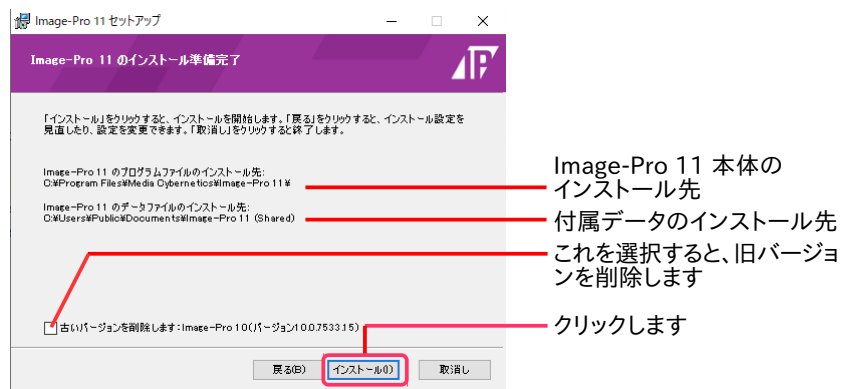 Image-Pro 11 セットアップ
Image-Pro 11 のインストール準備完了
「インストール」をクリックすると、インストールを開始します。「戻る」をクリックすると、インストール設定を
見直したり、設定を変更できます。「取消し」をクリックすると終了します。
Image-Pro 11 のプログラムファイルのインストール先:
C:¥Program Files¥Media Cybernetics¥Image-Pro 11¥
Image-Pro 11 のデータファイルのインストール先:
C:¥Users¥Public¥Documents¥Image-Pro 11 (Shared)
古いバージョンを削除します:Image-Pro 10(バージョン10.0.7533.15)
戻る(B)
インストール(I)
取消し
Image-Pro 11 本体の
インストール先
付属データのインストール先
これを選択すると、旧バージョ
ンを削除します
クリックします